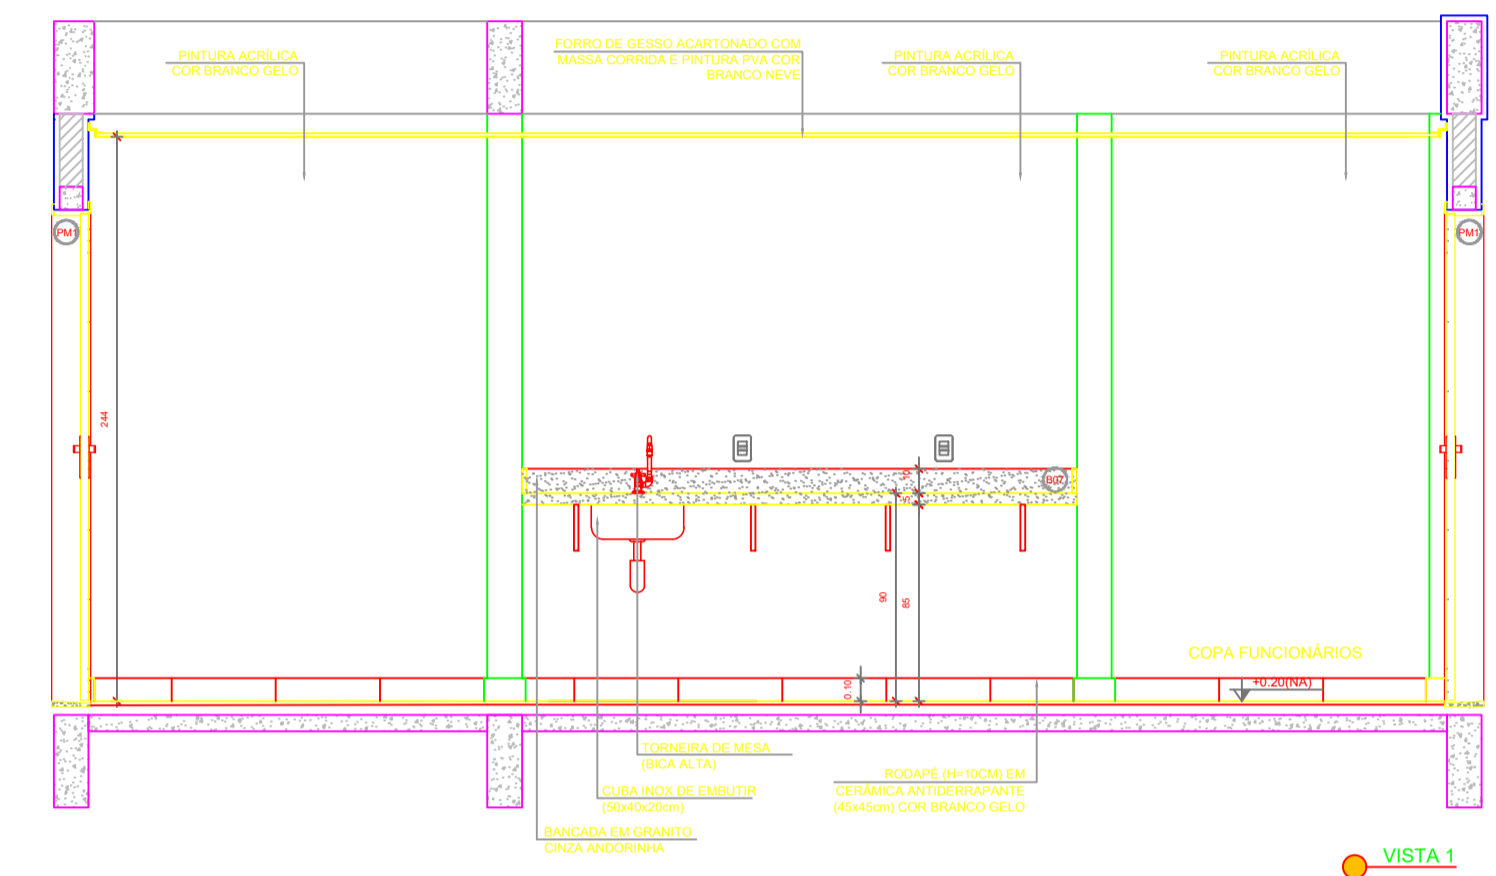 PINTURA ACRÍLICA
COR BRANCO GELO
FORRO DE GESSO ACARTONADO COM
MASSA CORRIDA E PINTURA PVA COR
BRANCO NEVE
PINTURA ACRÍLICA
COR BRANCO GELO
PINTURA ACRÍLICA
COR BRANCO GELO
PM1
PM1
244
10
B07
5
90
85
COPA FUNCIONÁRIOS
+0.20(NA)
0.10
TORNEIRA DE MESA
(BICA ALTA)
CUBA INOX DE EMBUTIR
(50x40x20cm)
RODAPÉ (H=10CM) EM
CERÂMICA ANTIDERRAPANTE
(45x45cm) COR BRANCO GELO
BANCADA EM GRANITO
CINZA ANDORINHA
VISTA 1